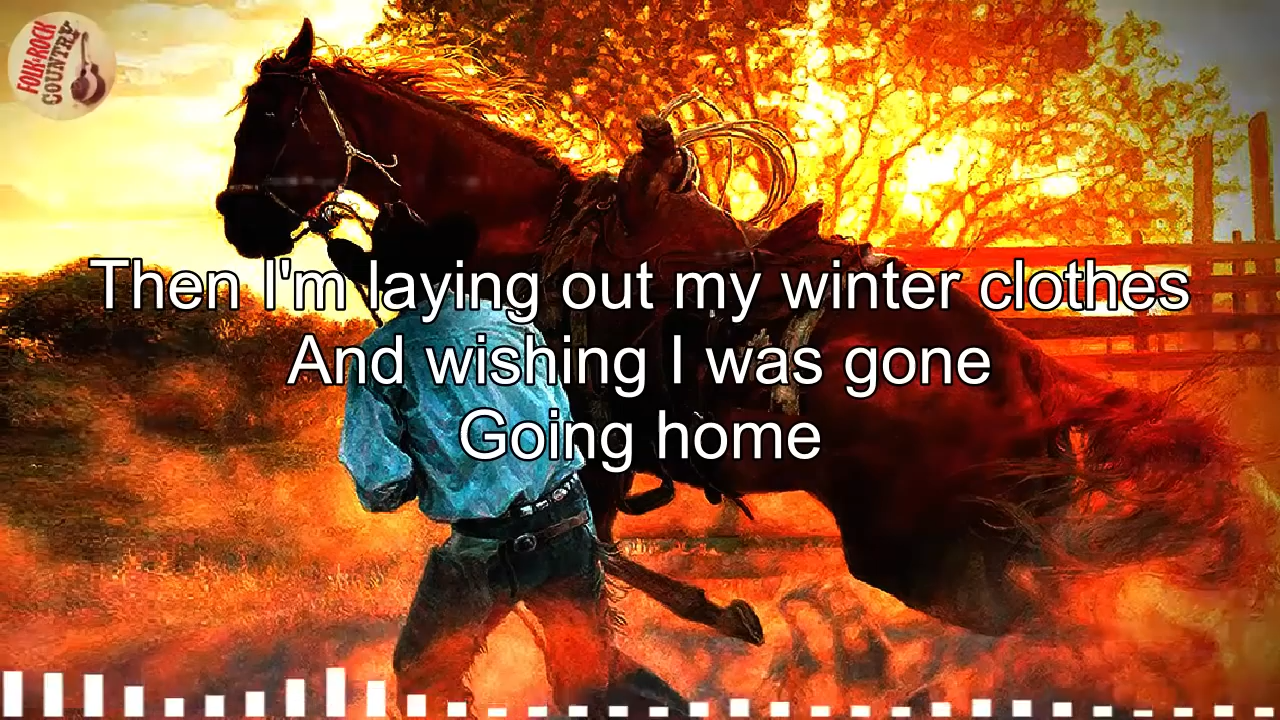 FOLK-ROCK
COUNTRY
Then I'm laying out my winter clothes
And wishing I was gone
Going home